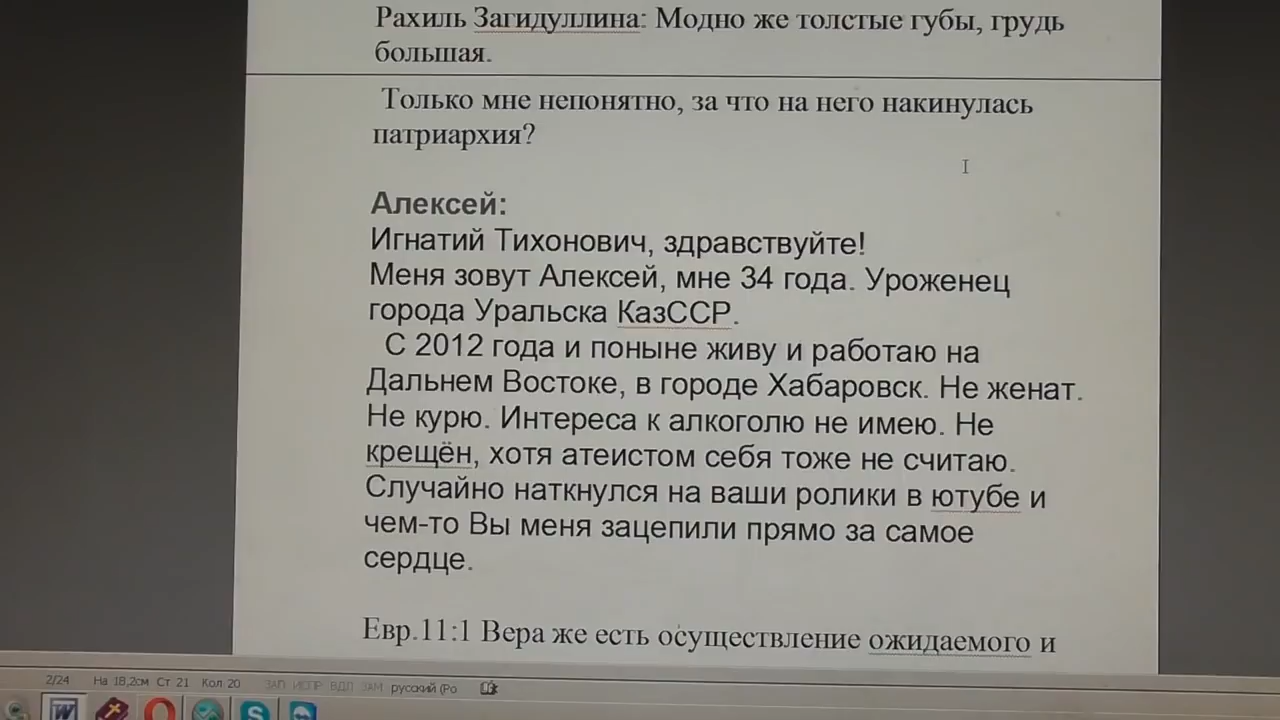 Рахиль Загидуллина: Модно же толстые губы, грудь
большая.
Только мне непонятно, за что на него накинулась
патриархия?
Алексей:
Игнатий Тихонович, здравствуйте!
Меня зовут Алексей, мне 34 года. Уроженец
города Уральска КазССР.
С 2012 года и поныне живу и работаю на
Дальнем Востоке, в городе Хабаровск. Не женат.
Не курю. Интереса к алкоголю не имею. Не
крещён, хотя атеистом себя тоже не считаю.
Случайно наткнулся на ваши ролики в ютубе и
чем-то Вы меня зацепили прямо за самое
сердце.
Евр.11:1 Вера же есть осуществление ожидаемого и
2/24 На 18,2см Ст 21 Кол 20 ЗАП ИСПР ВДЛ ЗАМ русский (Ро